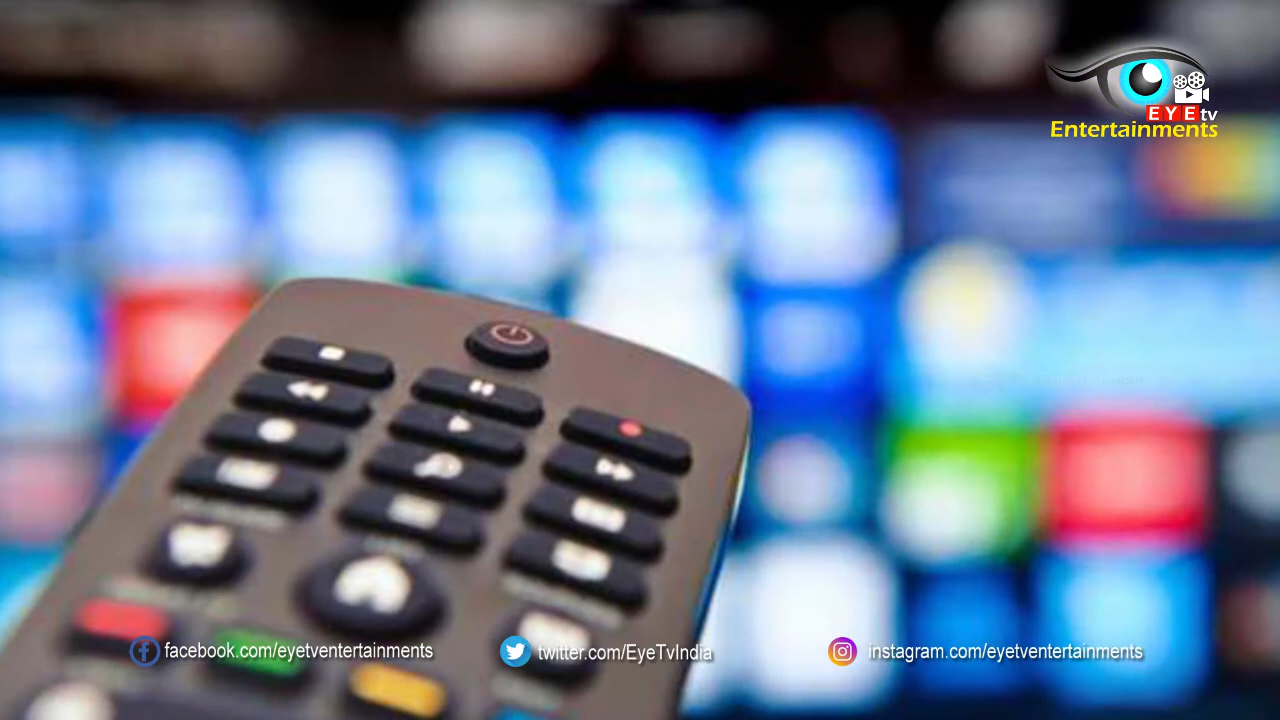 EYE tv
Entertainments
facebook.com/eyetventertainments
twitter.com/EyeTvIndia
instagram.com/eyetventertainments